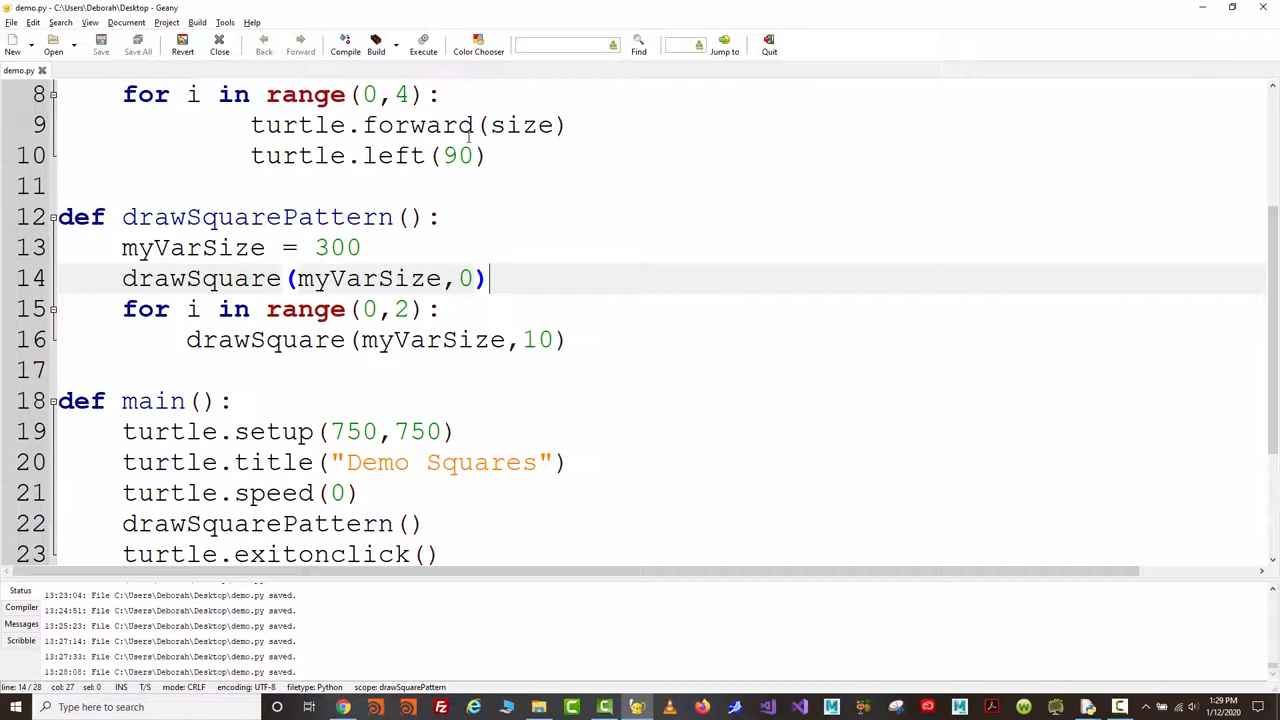 demo.py - C:\Users\Deborah\Desktop - Geany
File Edit Search View Document Project Build Tools Help
New Open Save Save All Revert Close Back Forward Compile Build Execute Color Chooser Find Jump to Quit
demo.py
8 for i in range(0,4):
9 turtle.forward(size)
10 turtle.left(90)
11
12 def drawSquarePattern():
13 myVarSize = 300
14 drawSquare(myVarSize,0)
15 for i in range(0,2):
16 drawSquare(myVarSize,10)
17
18 def main():
19 turtle.setup(750,750)
20 turtle.title("Demo Squares")
21 turtle.speed(0)
22 drawSquarePattern()
23 turtle.exitonclick()
Status
Compiler
Messages
Scribble
13:23:04: File C:\Users\Deborah\Desktop\demo.py saved.
13:24:51: File C:\Users\Deborah\Desktop\demo.py saved.
13:25:23: File C:\Users\Deborah\Desktop\demo.py saved.
13:27:14: File C:\Users\Deborah\Desktop\demo.py saved.
13:27:33: File C:\Users\Deborah\Desktop\demo.py saved.
13:28:08: File C:\Users\Deborah\Desktop\demo.py saved.
line: 14 / 28 col: 27 sel: 0 INS T/S mode: CRLF encoding: UTF-8 filetype: Python scope: drawSquarePattern
Type here to search
1:29 PM
1/12/2020